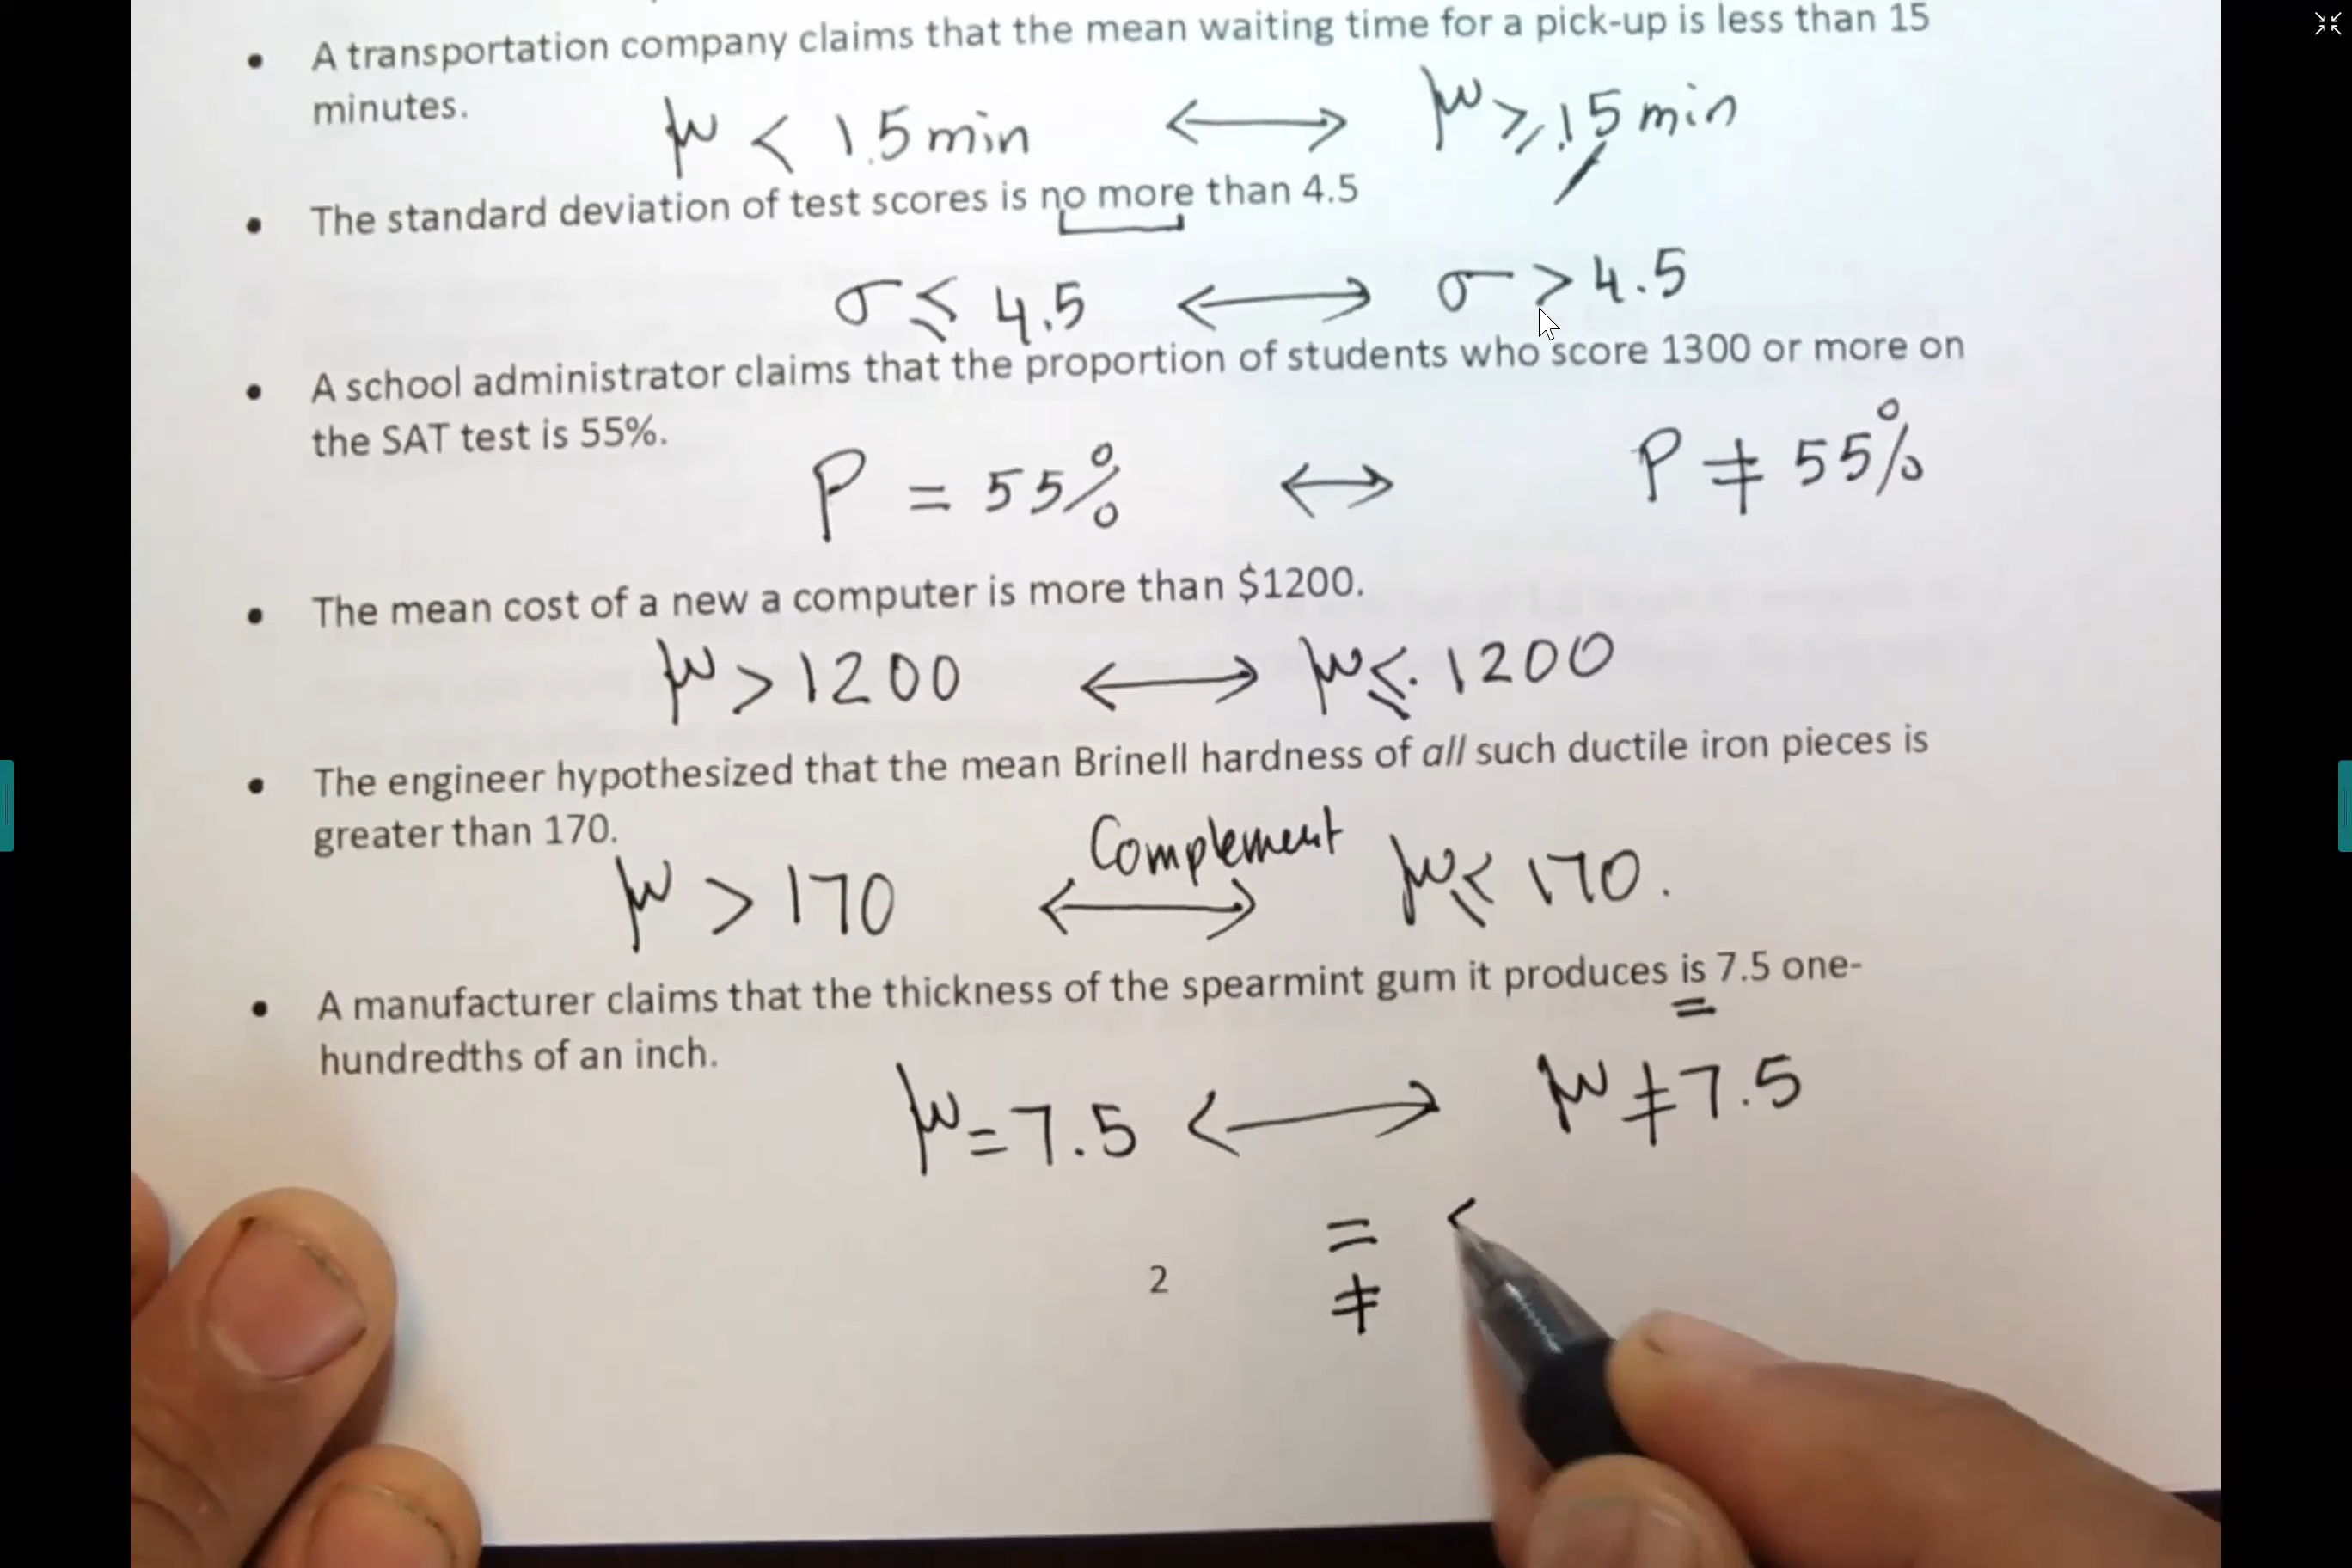 • A transportation company claims that the mean waiting time for a pick-up is less than 15
minutes.
μ < 15 min ⟷ μ ⩾ 15 min
• The standard deviation of test scores is no more than 4.5
σ ⩽ 4.5 ⟷ σ > 4.5
• A school administrator claims that the proportion of students who score 1300 or more on
the SAT test is 55%.
P = 55% ⟷ P ≠ 55%
• The mean cost of a new a computer is more than $1200.
μ > 1200 ⟷ μ ⩽ 1200
• The engineer hypothesized that the mean Brinell hardness of all such ductile iron pieces is
greater than 170.
Complement
μ > 170 ⟷ μ ⩽ 170.
• A manufacturer claims that the thickness of the spearmint gum it produces is 7.5 one-
=
hundredths of an inch.
μ = 7.5 ⟷ μ ≠ 7.5
= <
2
≠